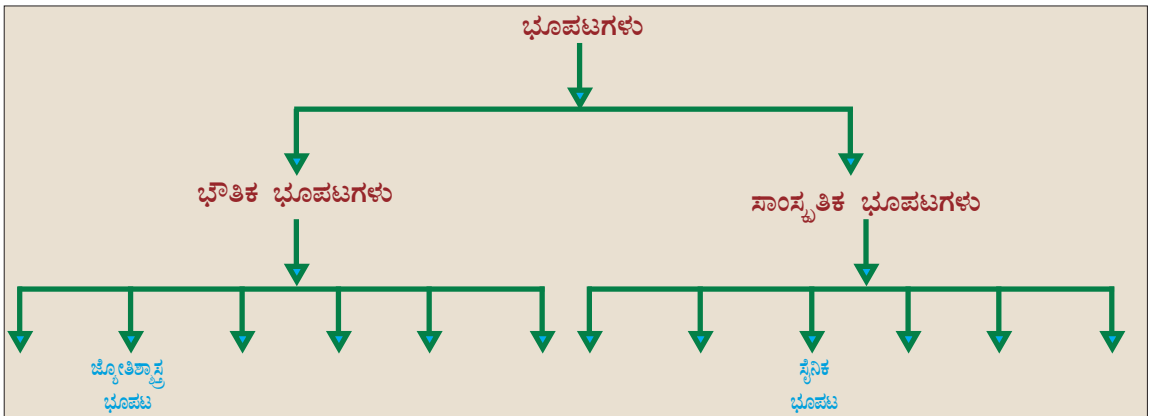 ಭೂಪಟಗಳು
ಭೌತಿಕ ಭೂಪಟಗಳು
ಸಾಂಸ್ಕೃತಿಕ ಭೂಪಟಗಳು
ಜ್ಯೋತಿಶ್ಶಾಸ್ತ್ರ
ಭೂಪಟ
ಸೈನಿಕ
ಭೂಪಟ